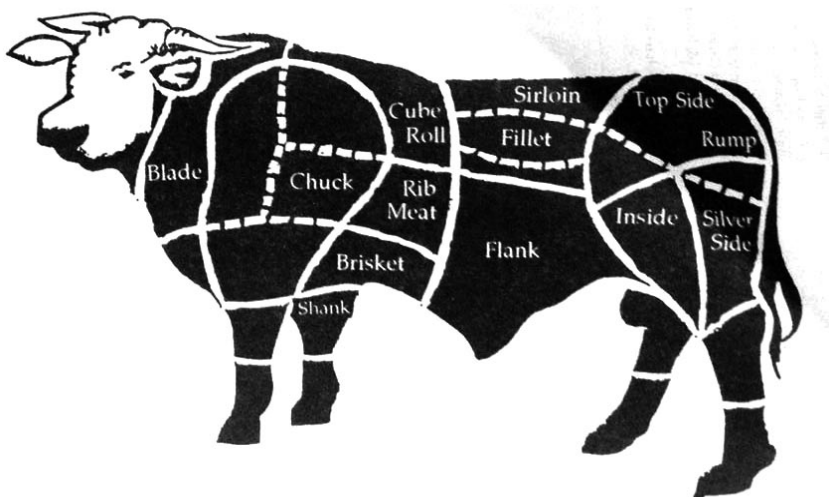 Sirloin
Top Side
Cube
Roll
Fillet
Rump
Blade
Chuck
Rib
Meat
Inside
Silver
Side
Brisket
Flank
Shank